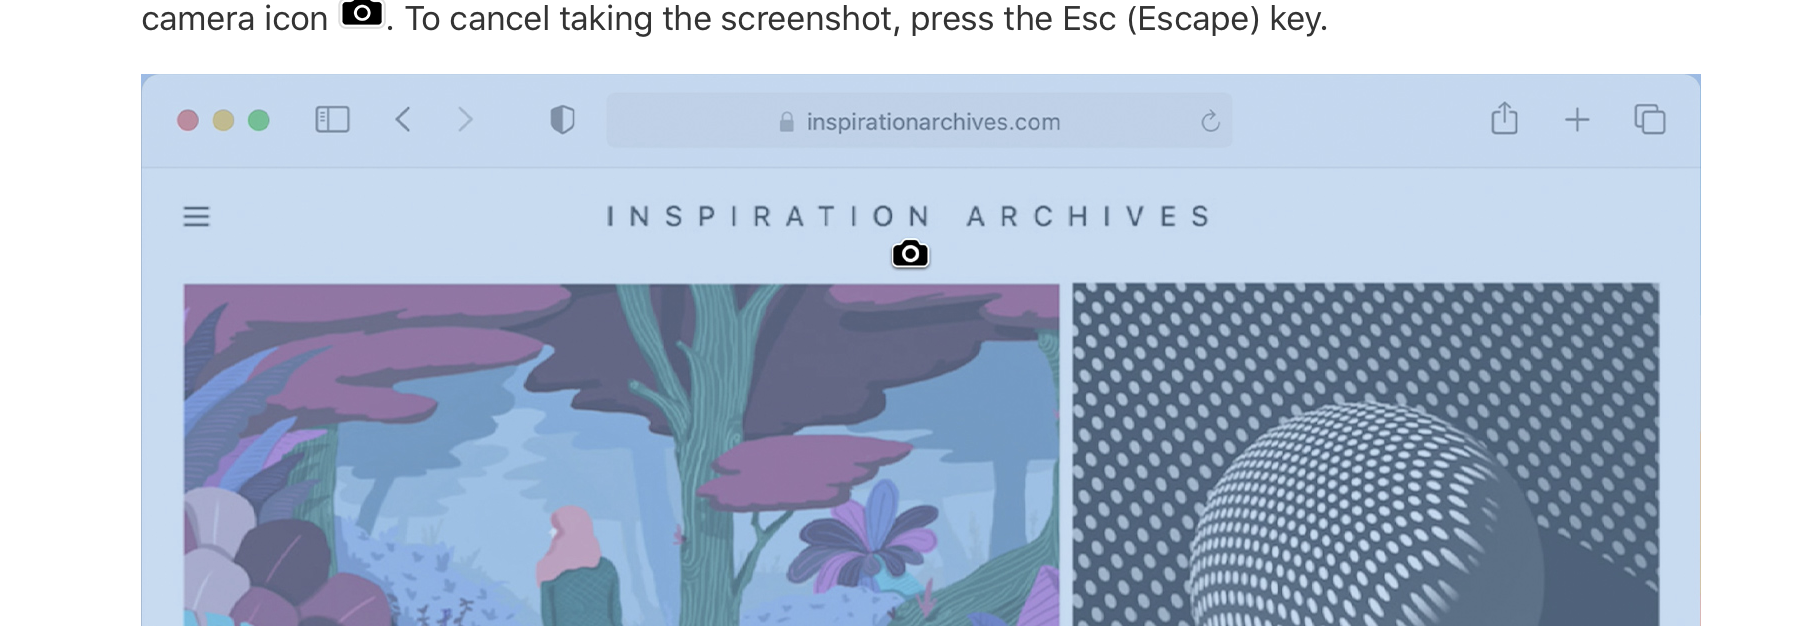 camera icon . To cancel taking the screenshot, press the Esc (Escape) key.
inspirationarchives.com
INSPIRATION ARCHIVES